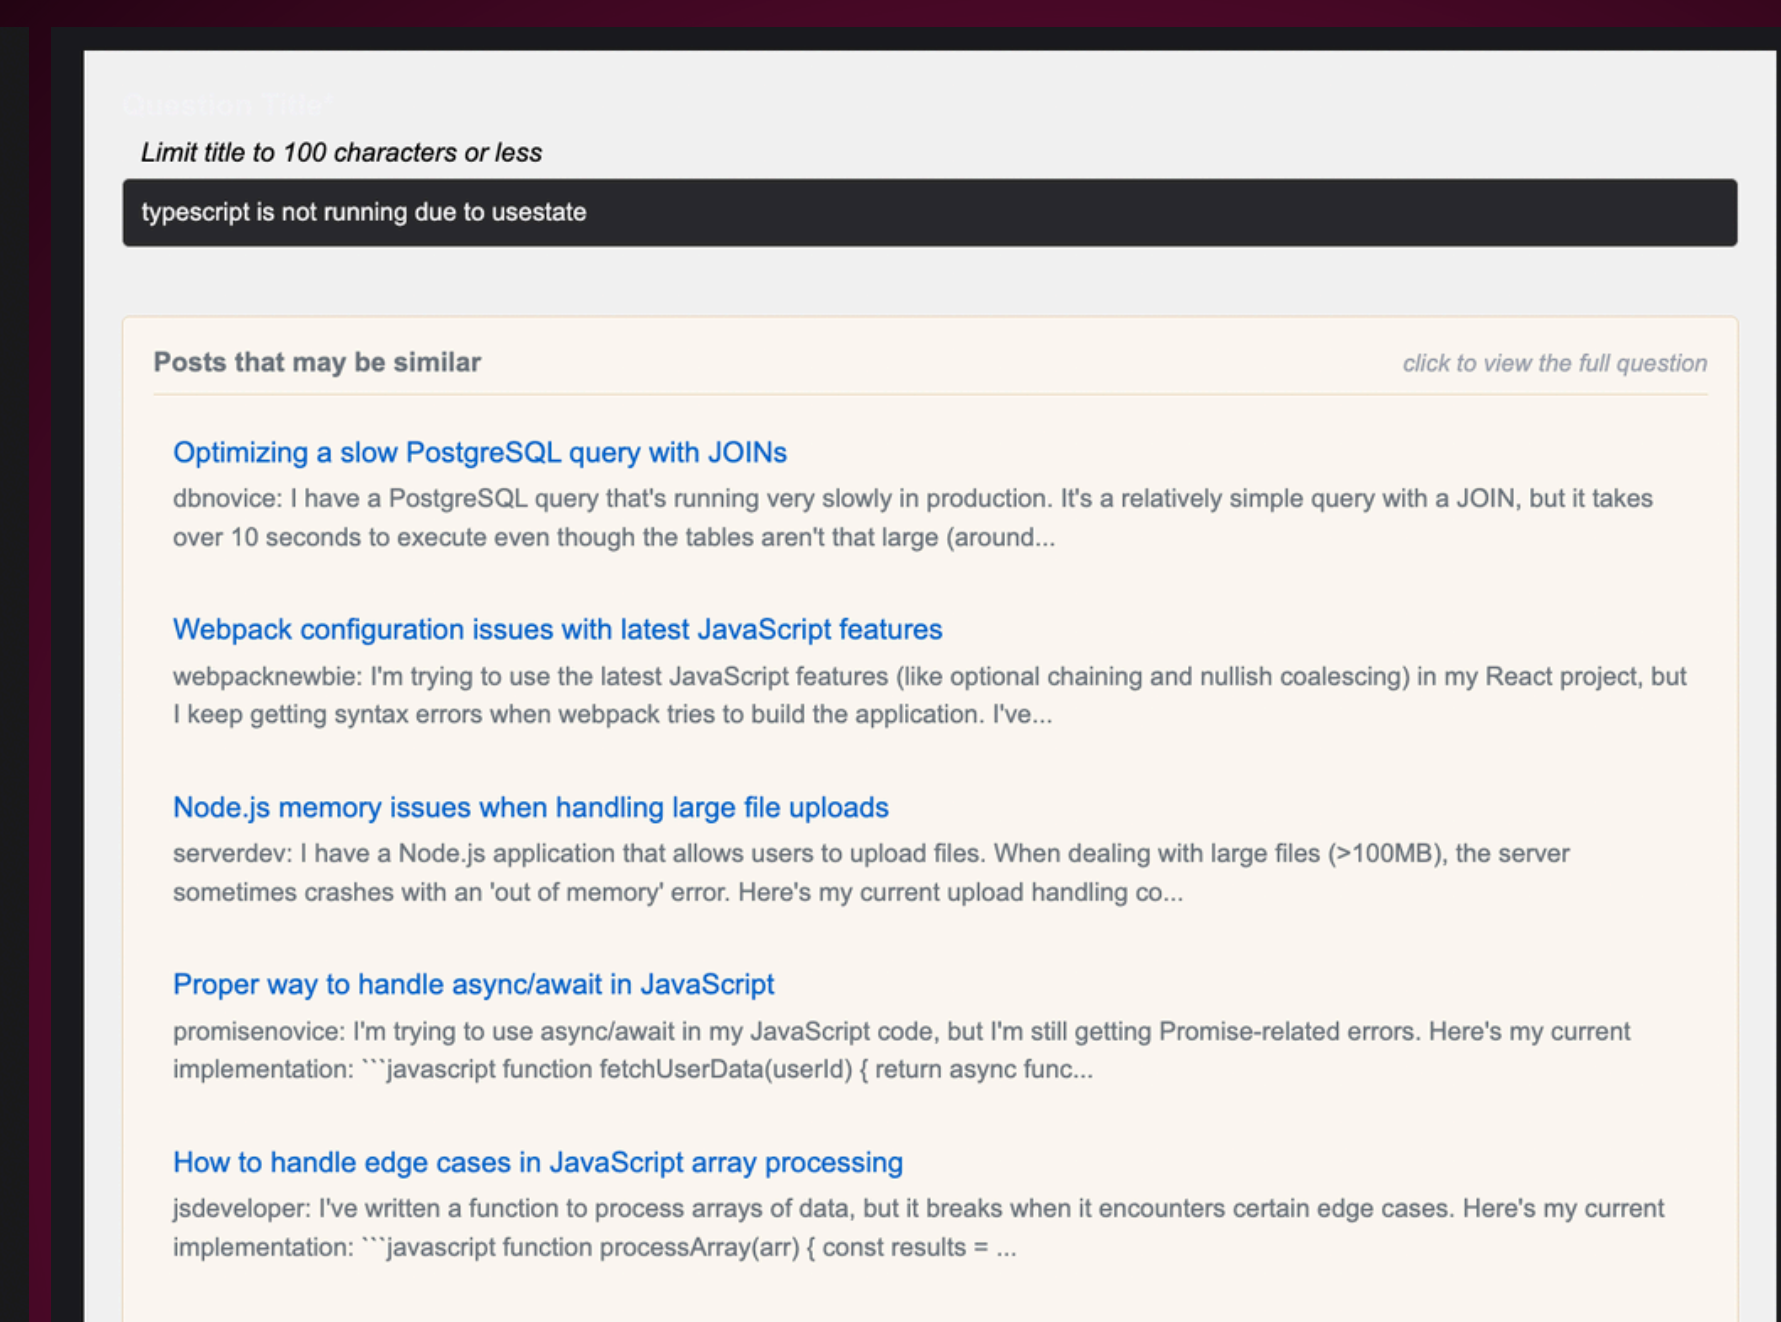 Question Title*
Limit title to 100 characters or less
typescript is not running due to usestate
Posts that may be similar
click to view the full question
Optimizing a slow PostgreSQL query with JOINs
dbnovice: I have a PostgreSQL query that's running very slowly in production. It's a relatively simple query with a JOIN, but it takes
over 10 seconds to execute even though the tables aren't that large (around...
Webpack configuration issues with latest JavaScript features
webpacknewbie: I'm trying to use the latest JavaScript features (like optional chaining and nullish coalescing) in my React project, but
I keep getting syntax errors when webpack tries to build the application. I've...
Node.js memory issues when handling large file uploads
serverdev: I have a Node.js application that allows users to upload files. When dealing with large files (>100MB), the server
sometimes crashes with an 'out of memory' error. Here's my current upload handling co...
Proper way to handle async/await in JavaScript
promisenovice: I'm trying to use async/await in my JavaScript code, but I'm still getting Promise-related errors. Here's my current
implementation: ```javascript function fetchUserData(userId) { return async func...
How to handle edge cases in JavaScript array processing
jsdeveloper: I've written a function to process arrays of data, but it breaks when it encounters certain edge cases. Here's my current
implementation: ```javascript function processArray(arr) { const results = ...